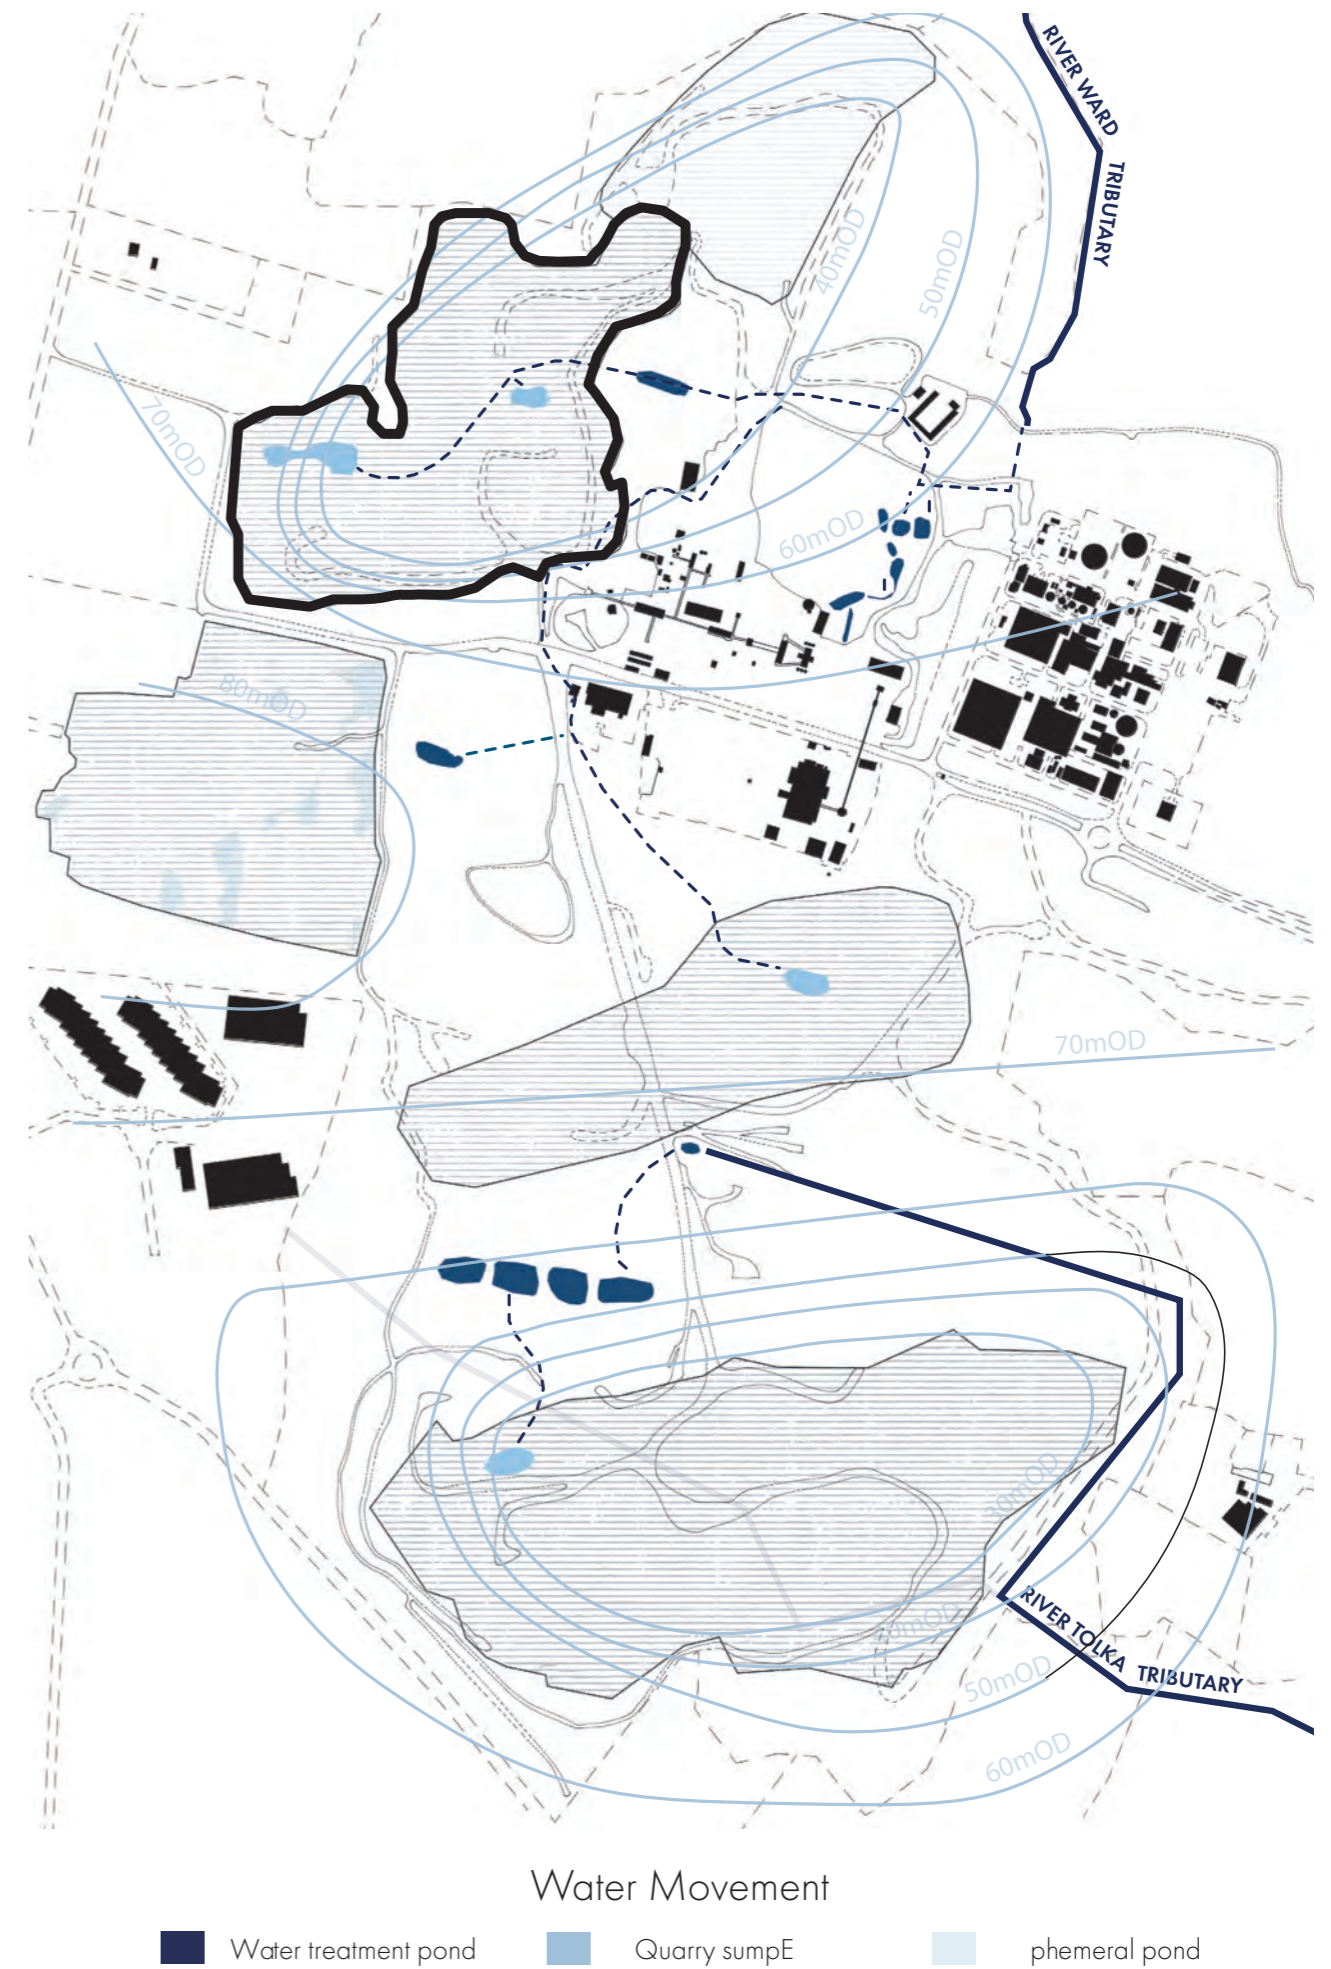 RIVER WARD
TRIBUTARY
40mOD
50mOD
70mOD
60mOD
80mOD
70mOD
30mOD
RIVER TOLKA
TRIBUTARY
50mOD
60mOD
Water Movement
Water treatment pond
Quarry sumpE
phemeral pond